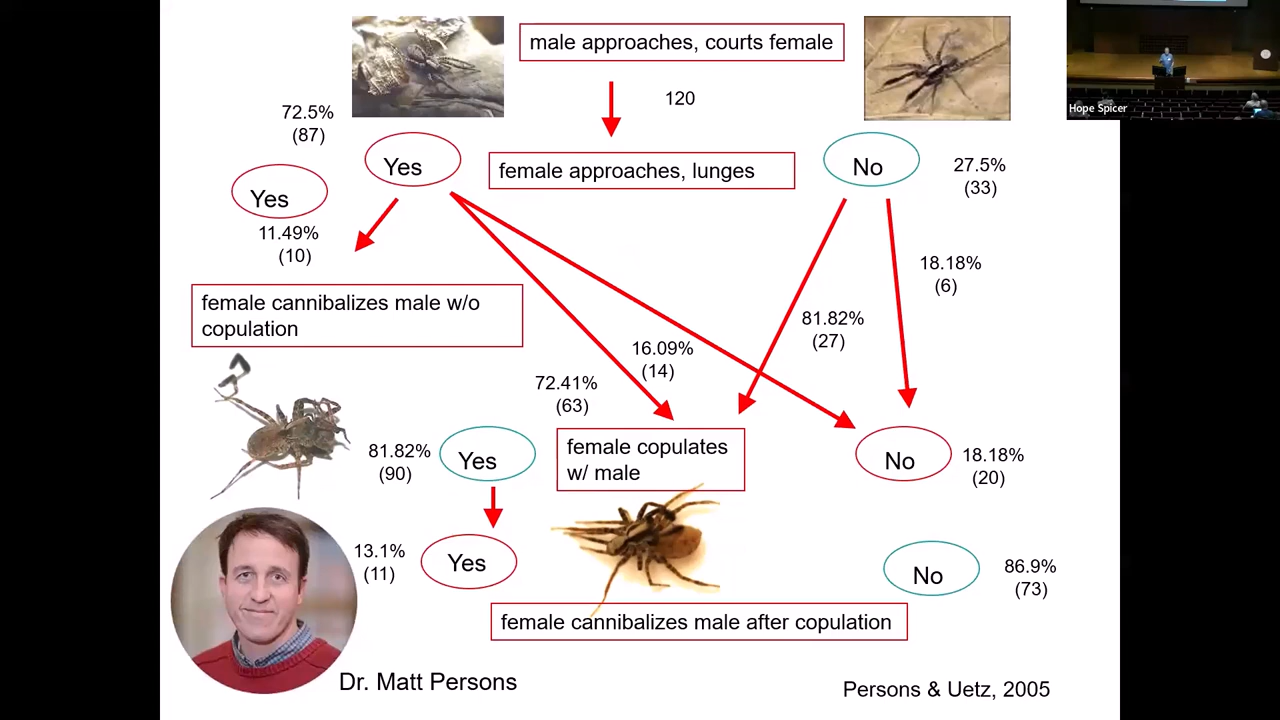 male approaches, courts female
Hope Spicer
120
72.5%
(87)
Yes
female approaches, lunges
No
27.5%
(33)
Yes
11.49%
(10)
18.18%
(6)
female cannibalizes male w/o
copulation
81.82%
(27)
16.09%
(14)
72.41%
(63)
81.82%
(90)
Yes
female copulates
w/ male
No
18.18%
(20)
13.1%
(11)
Yes
No
86.9%
(73)
female cannibalizes male after copulation
Dr. Matt Persons
Persons & Uetz, 2005